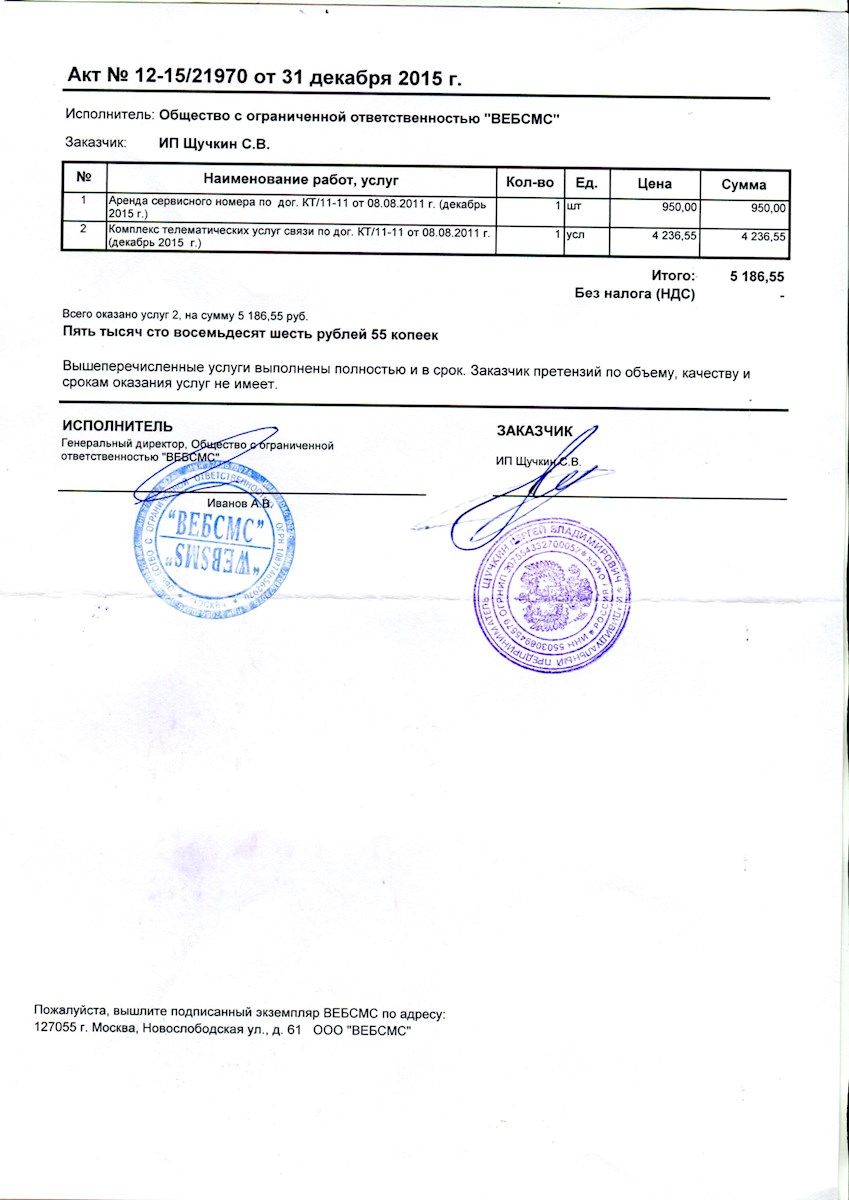 Акт № 12-15/21970 от 31 декабря 2015 г.
Исполнитель: Общество с ограниченной ответственностью "ВЕБСМС"
Заказчик: ИП Щучкин С.В.
№ Наименование работ, услуг Кол-во Ед. Цена Сумма
1 Аренда сервисного номера по дог. КТ/11-11 от 08.08.2011 г. (декабрь 1 шт 950,00 950,00
2015 г.)
2 Комплекс телематических услуг связи по дог. КТ/11-11 от 08.08.2011 г. 1 усл 4 236,55 4 236,55
(декабрь 2015 г.)
Итого: 5 186,55
Без налога (НДС) -
Всего оказано услуг 2, на сумму 5 186,55 руб.
Пять тысяч сто восемьдесят шесть рублей 55 копеек
Вышеперечисленные услуги выполнены полностью и в срок. Заказчик претензий по объему, качеству и
срокам оказания услуг не имеет.
ИСПОЛНИТЕЛЬ
Генеральный директор, Общество с ограниченной
ответственностью "ВЕБСМС"
Иванов А.В.
"ВЕБСМС"
"WEBSMS"
ЗАКАЗЧИК
ИП Щучкин С.В.
ИНДИВИДУАЛЬНЫЙ ПРЕДПРИНИМАТЕЛЬ ЩУЧКИН СЕРГЕЙ ВЛАДИМИРОВИЧ
РОССИЯ
Пожалуйста, вышлите подписанный экземпляр ВЕБСМС по адресу:
127055 г. Москва, Новослободская ул., д. 61 ООО "ВЕБСМС"